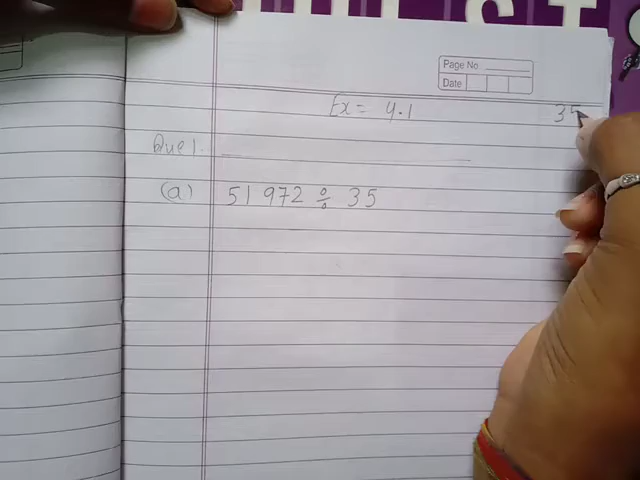 Page No.
Date
Ex = 4.1
35
Que 1.
(a) 51972 ÷ 35